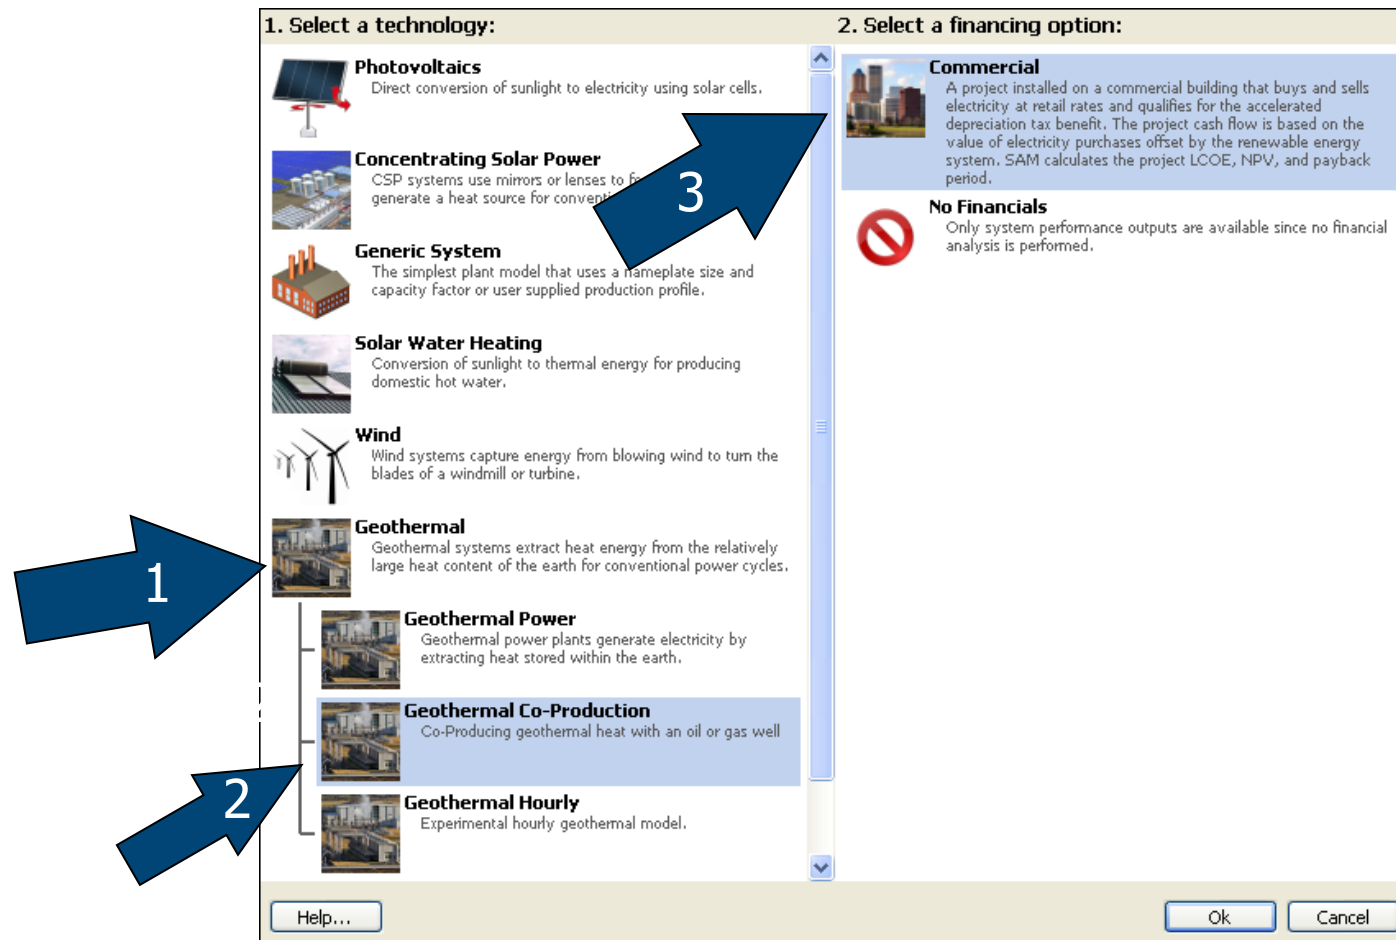 1. Select a technology:
Photovoltaics
Direct conversion of sunlight to electricity using solar cells.
Concentrating Solar Power
CSP systems use mirrors or lenses to
generate a heat source for
Generic System
The simplest plant model that uses a nameplate size and
capacity factor or user supplied production profile.
Solar Water Heating
Conversion of sunlight to thermal energy for producing
domestic hot water.
Wind
Wind systems capture energy from blowing wind to turn the
blades of a windmill or turbine.
Geothermal
Geothermal systems extract heat energy from the relatively
large heat content of the earth for conventional power cycles.
Geothermal Power
Geothermal power plants generate electricity by
extracting heat stored within the earth.
Geothermal Co-Production
Co-Producing geothermal heat with an oil or gas well
Geothermal Hourly
Experimental hourly geothermal model.
1
2
3
2. Select a financing option:
Commercial
A project installed on a commercial building that buys and sells
electricity at retail rates and qualifies for the accelerated
depreciation tax benefit. The project cash flow is based on the
value of electricity purchases offset by the renewable energy
system. SAM calculates the project LCOE, NPV, and payback
period.
No Financials
Only system performance outputs are available since no financial
analysis is performed.
Help...
Ok
Cancel